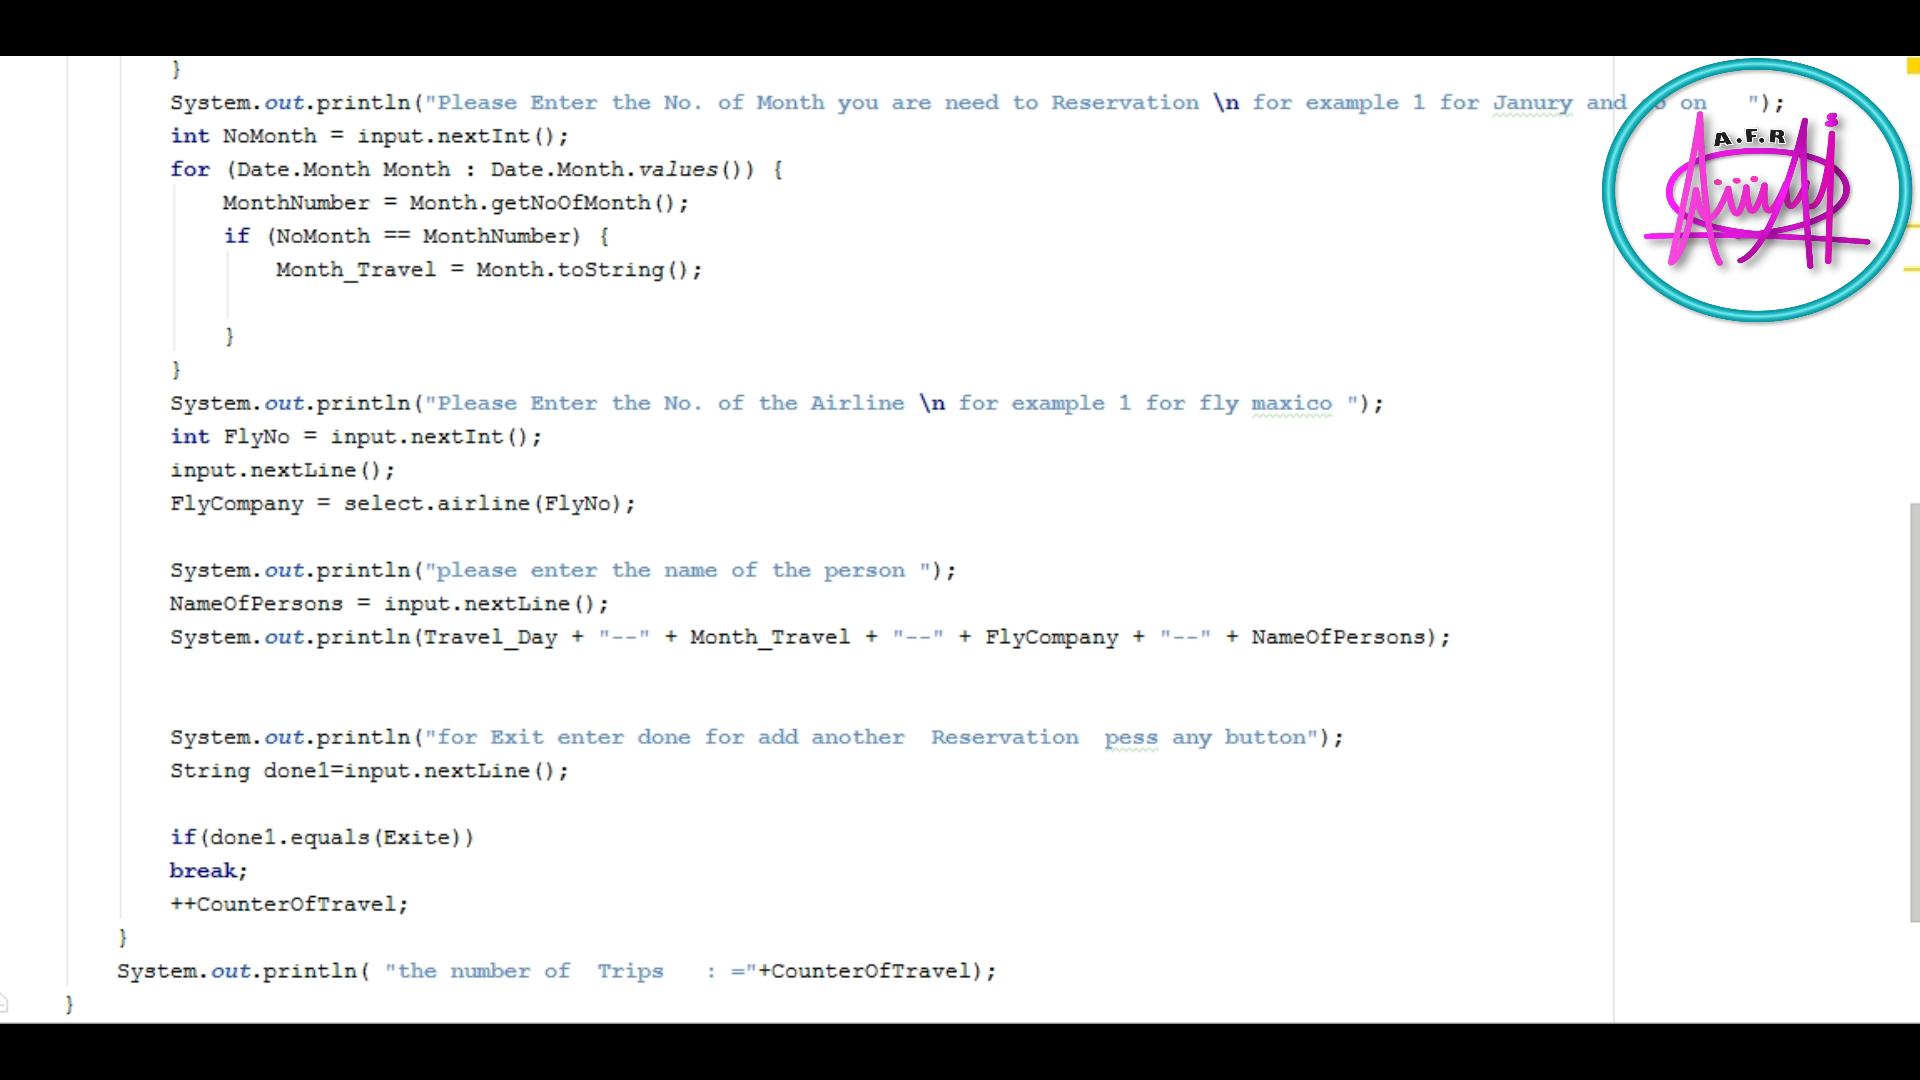 }
System.out.println("Please Enter the No. of Month you are need to Reservation \n for example 1 for Janury and so on   ");
int NoMonth = input.nextInt();
for (Date.Month Month : Date.Month.values()) {
MonthNumber = Month.getNoOfMonth();
if (NoMonth == MonthNumber) {
Month_Travel = Month.toString();
}
}
System.out.println("Please Enter the No. of the Airline \n for example 1 for fly maxico ");
int FlyNo = input.nextInt();
input.nextLine();
FlyCompany = select.airline(FlyNo);
System.out.println("please enter the name of the person ");
NameOfPersons = input.nextLine();
System.out.println(Travel_Day + "--" + Month_Travel + "--" + FlyCompany + "--" + NameOfPersons);
System.out.println("for Exit enter done for add another  Reservation  pess any button");
String done1=input.nextLine();
if(done1.equals(Exite))
break;
++CounterOfTravel;
}
System.out.println( "the number of  Trips   : ="+CounterOfTravel);
}
A.F.R